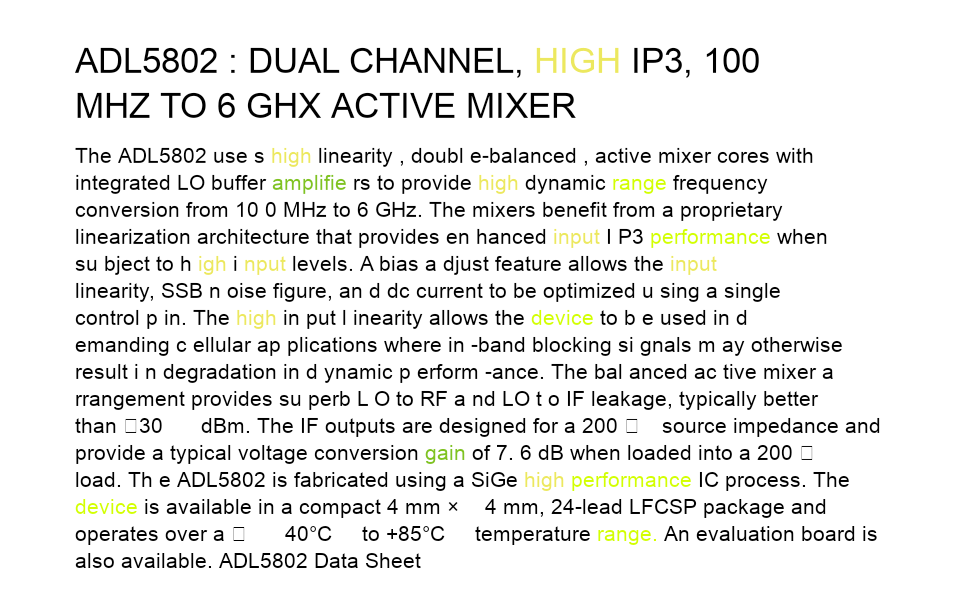 ADL5802 : DUAL CHANNEL, HIGH IP3, 100
MHZ TO 6 GHX ACTIVE MIXER
The ADL5802 use s high linearity , doubl e-balanced , active mixer cores with
integrated LO buffer amplifie rs to provide high dynamic range frequency
conversion from 10 0 MHz to 6 GHz. The mixers benefit from a proprietary
linearization architecture that provides en hanced input I P3 performance when
su bject to h igh i nput levels. A bias a djust feature allows the input
linearity, SSB n oise figure, an d dc current to be optimized u sing a single
control p in. The high in put l inearity allows the device to b e used in d
emanding c ellular ap plications where in -band blocking si gnals m ay otherwise
result i n degradation in d ynamic p erform -ance. The bal anced ac tive mixer a
rrangement provides su perb L O to RF a nd LO t o IF leakage, typically better
than □30 dBm. The IF outputs are designed for a 200 □ source impedance and
provide a typical voltage conversion gain of 7. 6 dB when loaded into a 200 □
load. Th e ADL5802 is fabricated using a SiGe high performance IC process. The
device is available in a compact 4 mm × 4 mm, 24-lead LFCSP package and
operates over a □ 40°C to +85°C temperature range. An evaluation board is
also available. ADL5802 Data Sheet